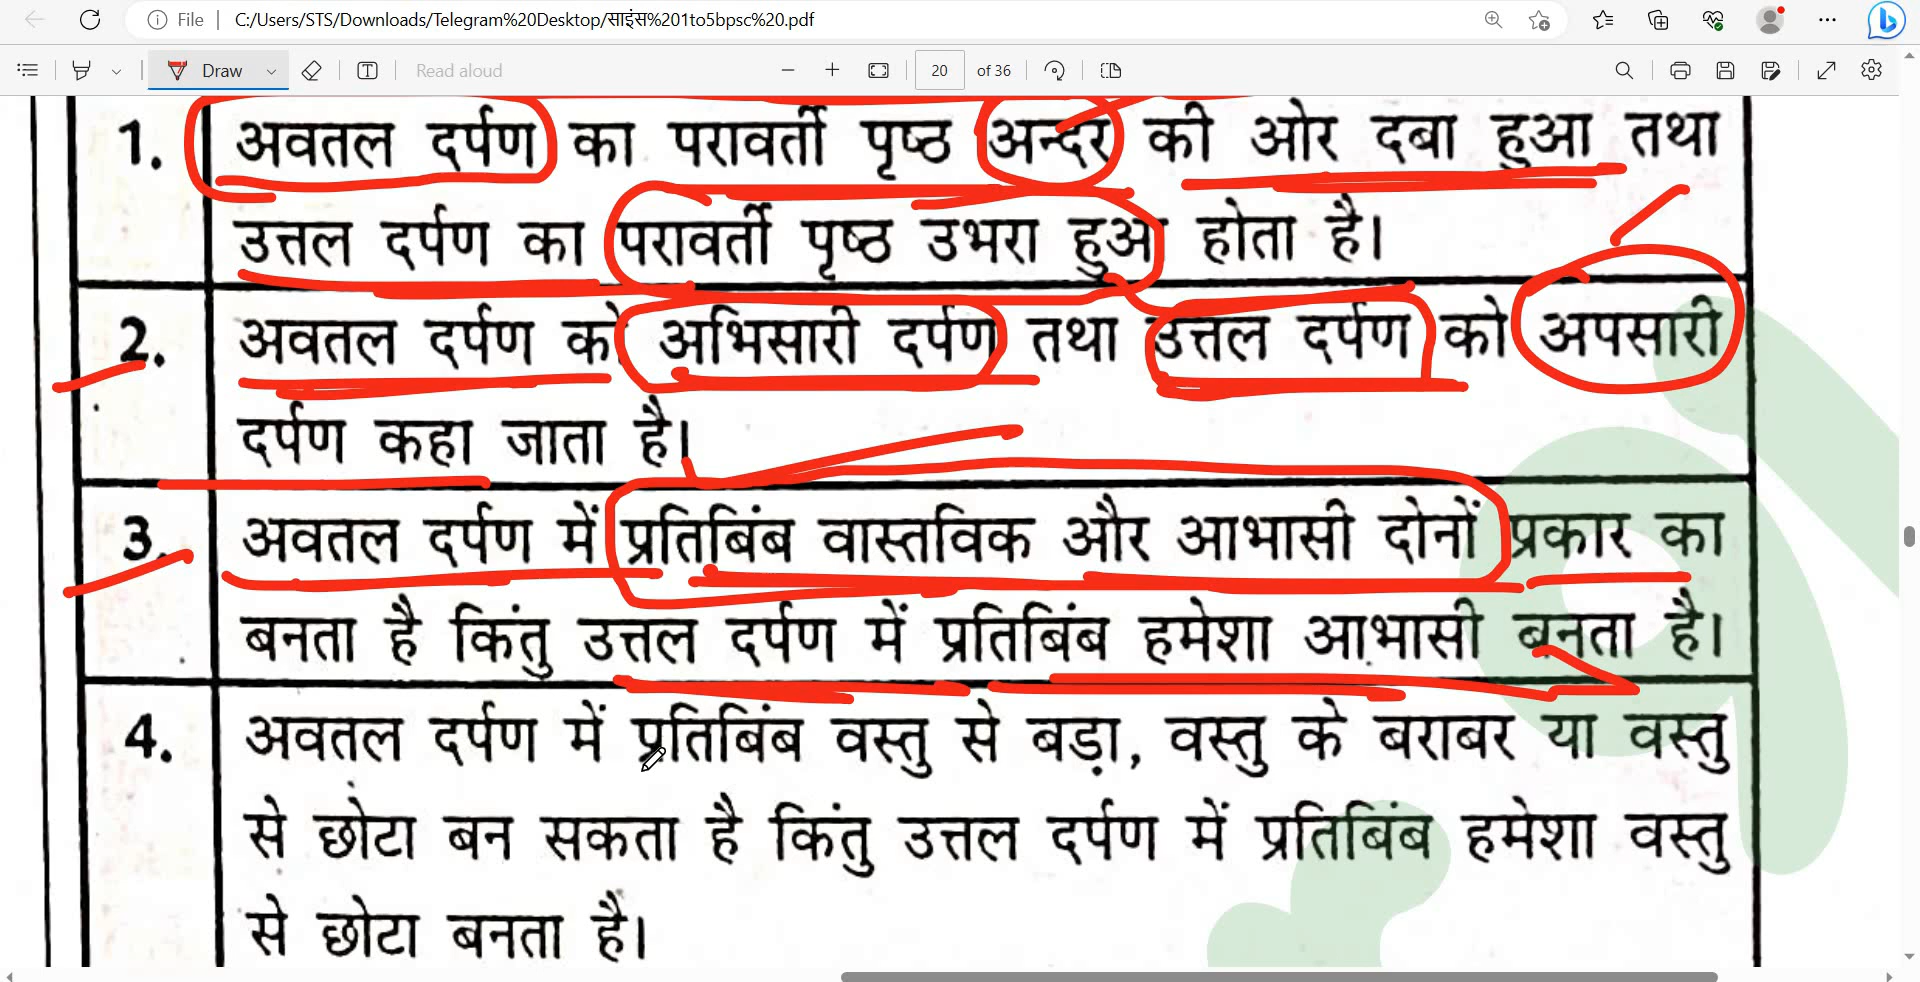 File
C:/Users/STS/Downloads/Telegram%20Desktop/साइंस%201to5bpsc%20.pdf
Draw
Read aloud
20
of 36
1. अवतल दर्पण का परावर्ती पृष्ठ अन्दर की ओर दबा हुआ तथा
उत्तल दर्पण का परावर्ती पृष्ठ उभरा हुआ होता है।
2. अवतल दर्पण को अभिसारी दर्पण तथा उत्तल दर्पण को अपसारी
दर्पण कहा जाता है।
3. अवतल दर्पण में प्रतिबिंब वास्तविक और आभासी दोनों प्रकार का
बनता है किंतु उत्तल दर्पण में प्रतिबिंब हमेशा आभासी बनता है।
4. अवतल दर्पण में प्रतिबिंब वस्तु से बड़ा, वस्तु के बराबर या वस्तु
से छोटा बन सकता है किंतु उत्तल दर्पण में प्रतिबिंब हमेशा वस्तु
से छोटा बनता है।